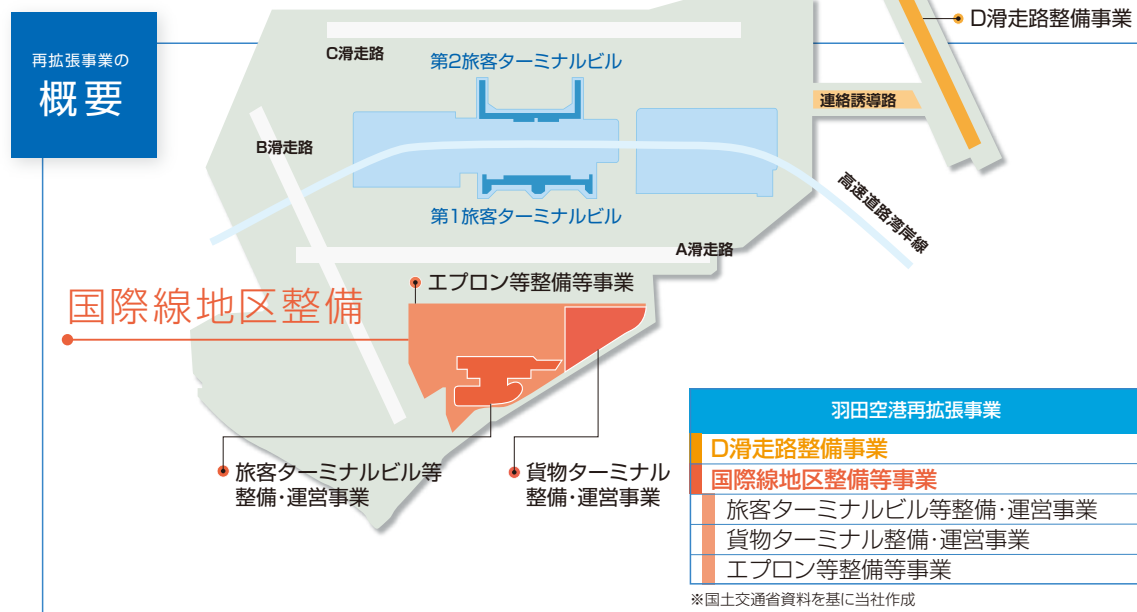 再拡張事業の
概要
D滑走路整備事業
C滑走路
第2旅客ターミナルビル
連絡誘導路
B滑走路
高速道路湾岸線
第1旅客ターミナルビル
A滑走路
エプロン等整備等事業
国際線地区整備
旅客ターミナルビル等
整備・運営事業
貨物ターミナル
整備・運営事業
羽田空港再拡張事業
D滑走路整備事業
国際線地区整備等事業
旅客ターミナルビル等整備・運営事業
貨物ターミナル整備・運営事業
エプロン等整備等事業
※国土交通省資料を基に当社作成